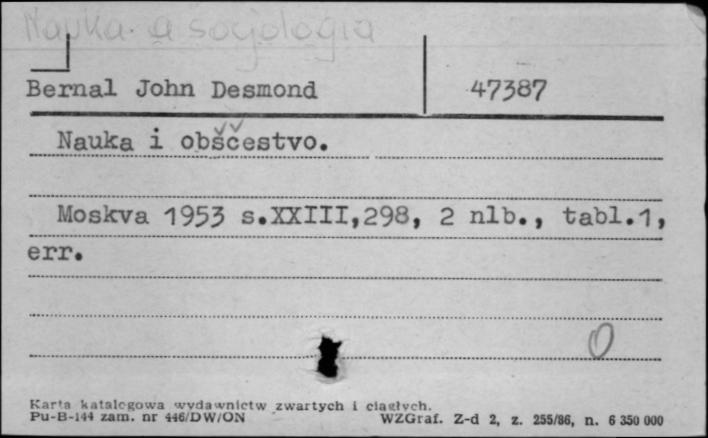 Nauka a socjologia
Bernal John Desmond 47387
Nauka i obščestvo.
Moskva 1953 s.XXIII,298, 2 nlb., tabl.1,
err.
0
Karta katalogowa wydawnictw zwartych i ciągłych.
Pu-B-144 zam. nr 446/DW/ON WZGraf. Z-d 2, z. 255/86, n. 6 350 000